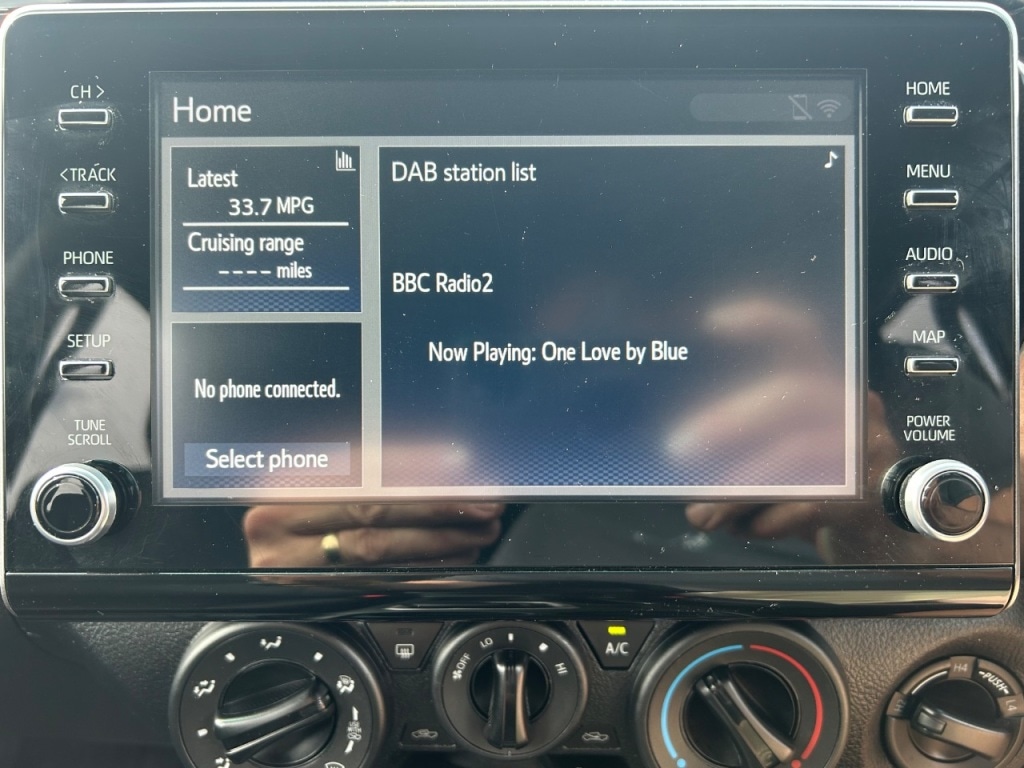 CH >
<TRACK
PHONE
SETUP
TUNE
SCROLL
Home
Latest
33.7 MPG
Cruising range
---- miles
No phone connected.
Select phone
DAB station list
BBC Radio2
Now Playing: One Love by Blue
HOME
MENU
AUDIO
MAP
POWER
VOLUME
OFF
LO
HI
A/C
H4
PUSH
L4